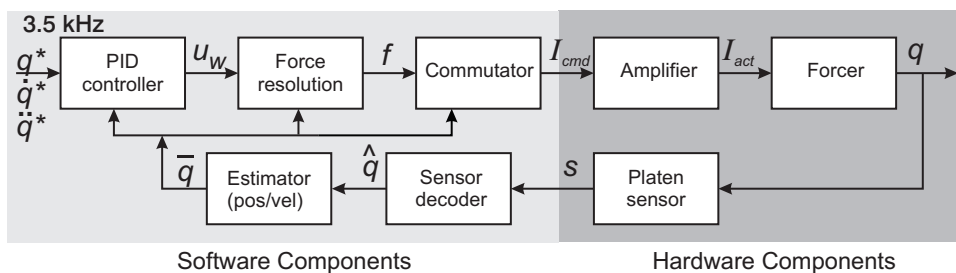 3.5 kHz
q*
q̇*
q̈*
PID
controller
u_w
Force
resolution
f
Commutator
I_cmd
Amplifier
I_act
Forcer
q
q̄
Estimator
(pos/vel)
q̂
Sensor
decoder
s
Platen
sensor
Software Components
Hardware Components